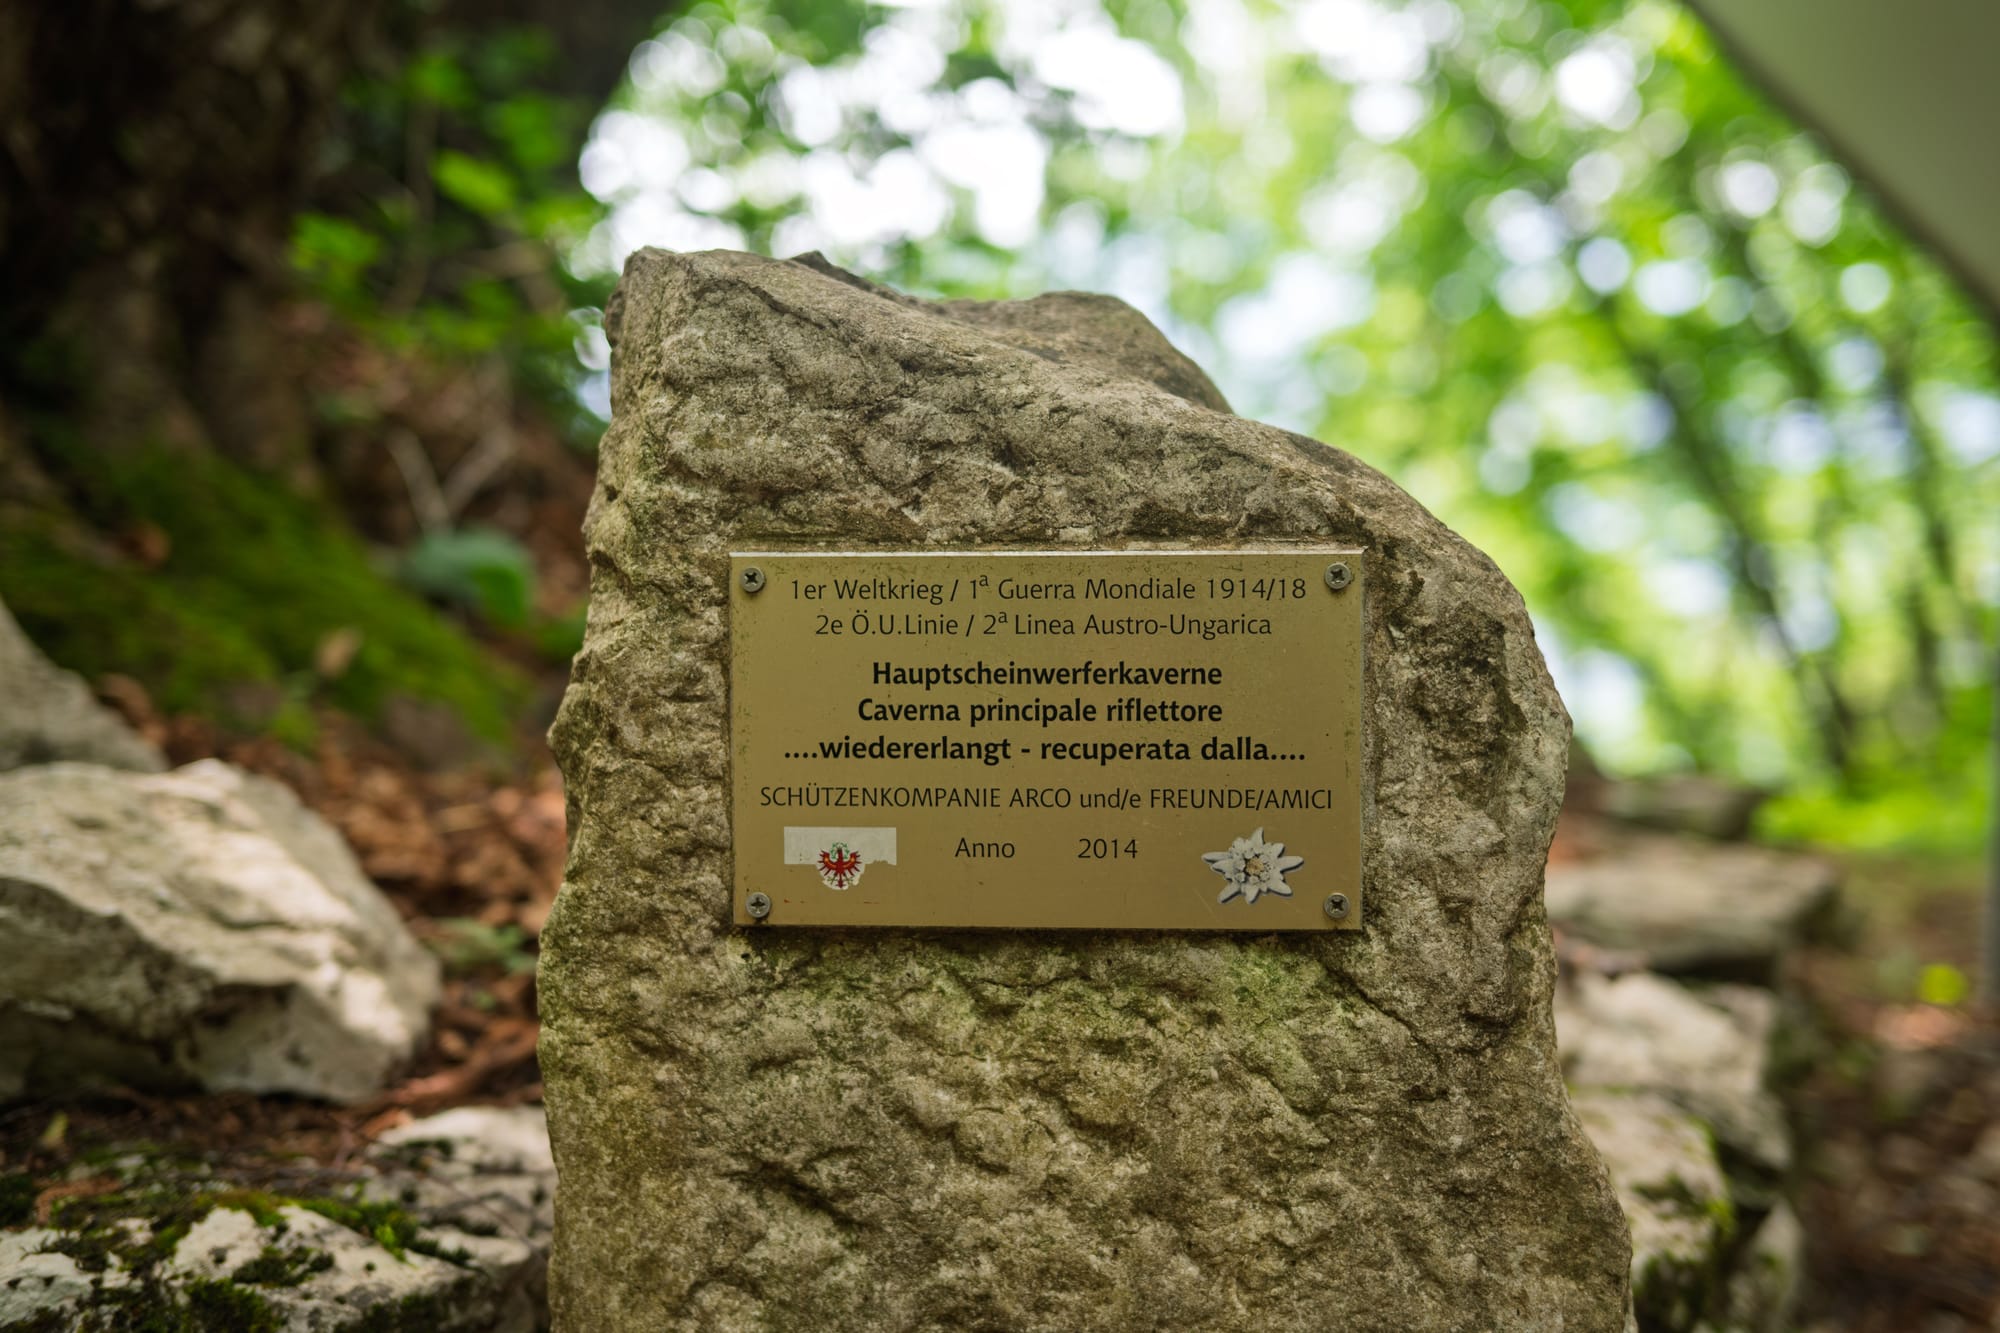 1er Weltkrieg / 1ª Guerra Mondiale 1914/18
2e Ö.U.Linie / 2ª Linea Austro-Ungarica
Hauptscheinwerferkaverne
Caverna principale riflettore
....wiedererlangt - recuperata dalla....
SCHÜTZENKOMPANIE ARCO und/e FREUNDE/AMICI
Anno 2014